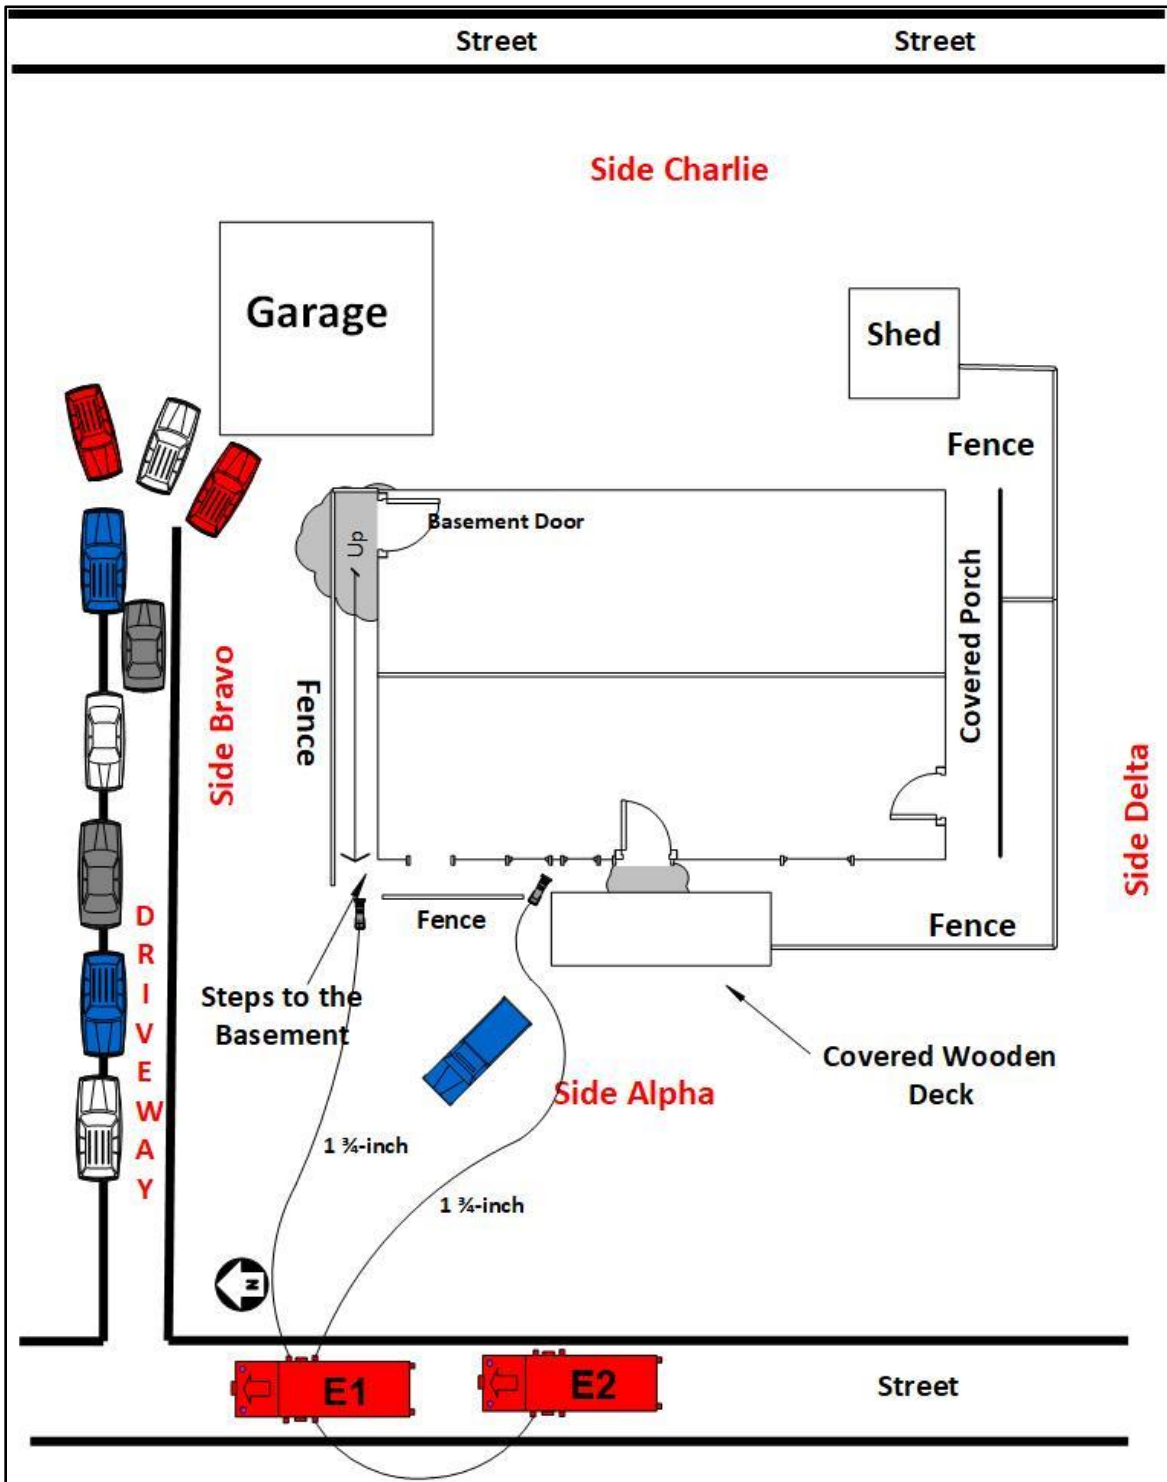 Street
Street
Side Charlie
Garage
Shed
Fence
Basement Door
Up
Covered Porch
Side Bravo
Fence
Side Delta
DRIVEWAY
Fence
Fence
Steps to the
Basement
Covered Wooden
Deck
Side Alpha
1 ¾-inch
1 ¾-inch
N
E1
E2
Street